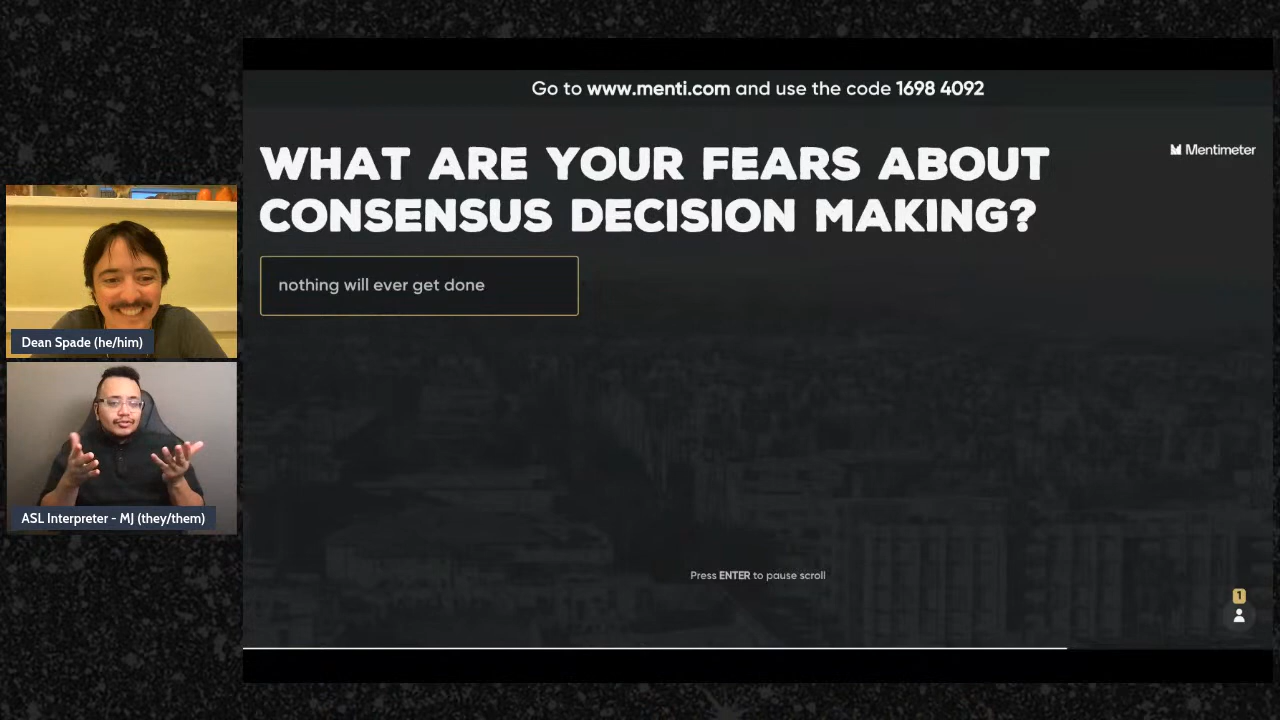 Go to www.menti.com and use the code 1698 4092
WHAT ARE YOUR FEARS ABOUT
CONSENSUS DECISION MAKING?
Mentimeter
nothing will ever get done
Dean Spade (he/him)
ASL Interpreter - MJ (they/them)
Press ENTER to pause scroll
1